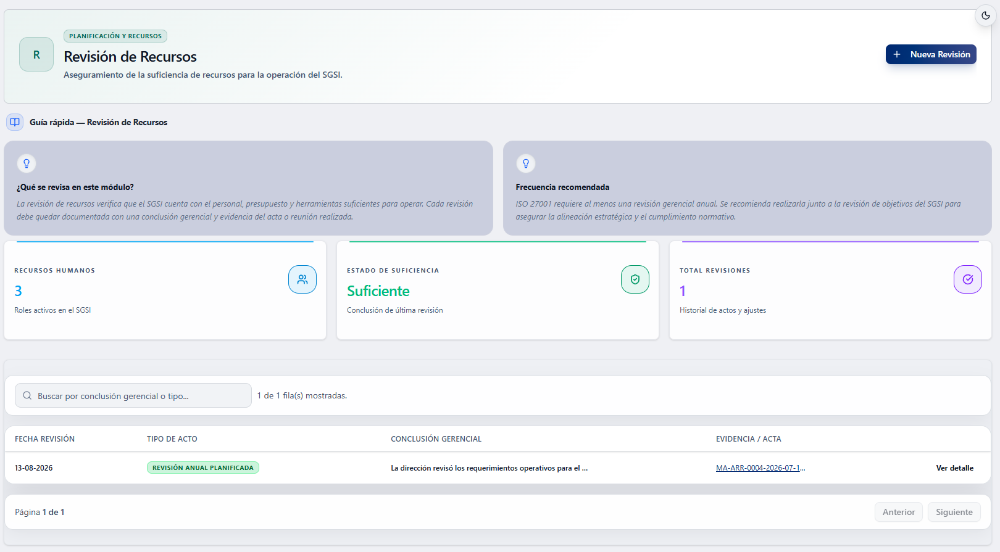 PLANIFICACIÓN Y RECURSOS
R
Revisión de Recursos
Aseguramiento de la suficiencia de recursos para la operación del SGSI.
Nueva Revisión
Guía rápida — Revisión de Recursos
¿Qué se revisa en este módulo?
La revisión de recursos verifica que el SGSI cuenta con el personal, presupuesto y herramientas suficientes para operar. Cada revisión
debe quedar documentada con una conclusión gerencial y evidencia del acta o reunión realizada.
Frecuencia recomendada
ISO 27001 requiere al menos una revisión gerencial anual. Se recomienda realizarla junto a la revisión de objetivos del SGSI para
asegurar la alineación estratégica y el cumplimiento normativo.
RECURSOS HUMANOS
3
Roles activos en el SGSI
ESTADO DE SUFICIENCIA
Suficiente
Conclusión de última revisión
TOTAL REVISIONES
1
Historial de actos y ajustes
Buscar por conclusión gerencial o tipo...
1 de 1 fila(s) mostradas.
FECHA REVISIÓN TIPO DE ACTO CONCLUSIÓN GERENCIAL EVIDENCIA / ACTA
13-08-2026 REVISIÓN ANUAL PLANIFICADA La dirección revisó los requerimientos operativos para el ... MA-ARR-0004-2026-07-1... Ver detalle
Página 1 de 1
Anterior Siguiente